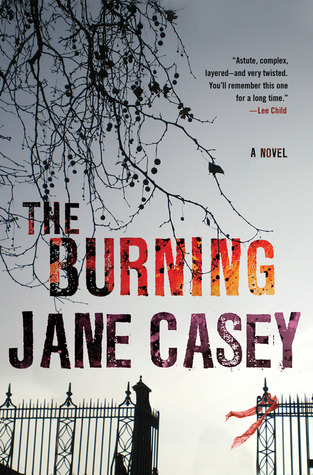 "Astute, complex,
layered—and very twisted.
You'll remember this one
for a long time."
—Lee Child
A NOVEL
THE
BURNING
JANE CASEY